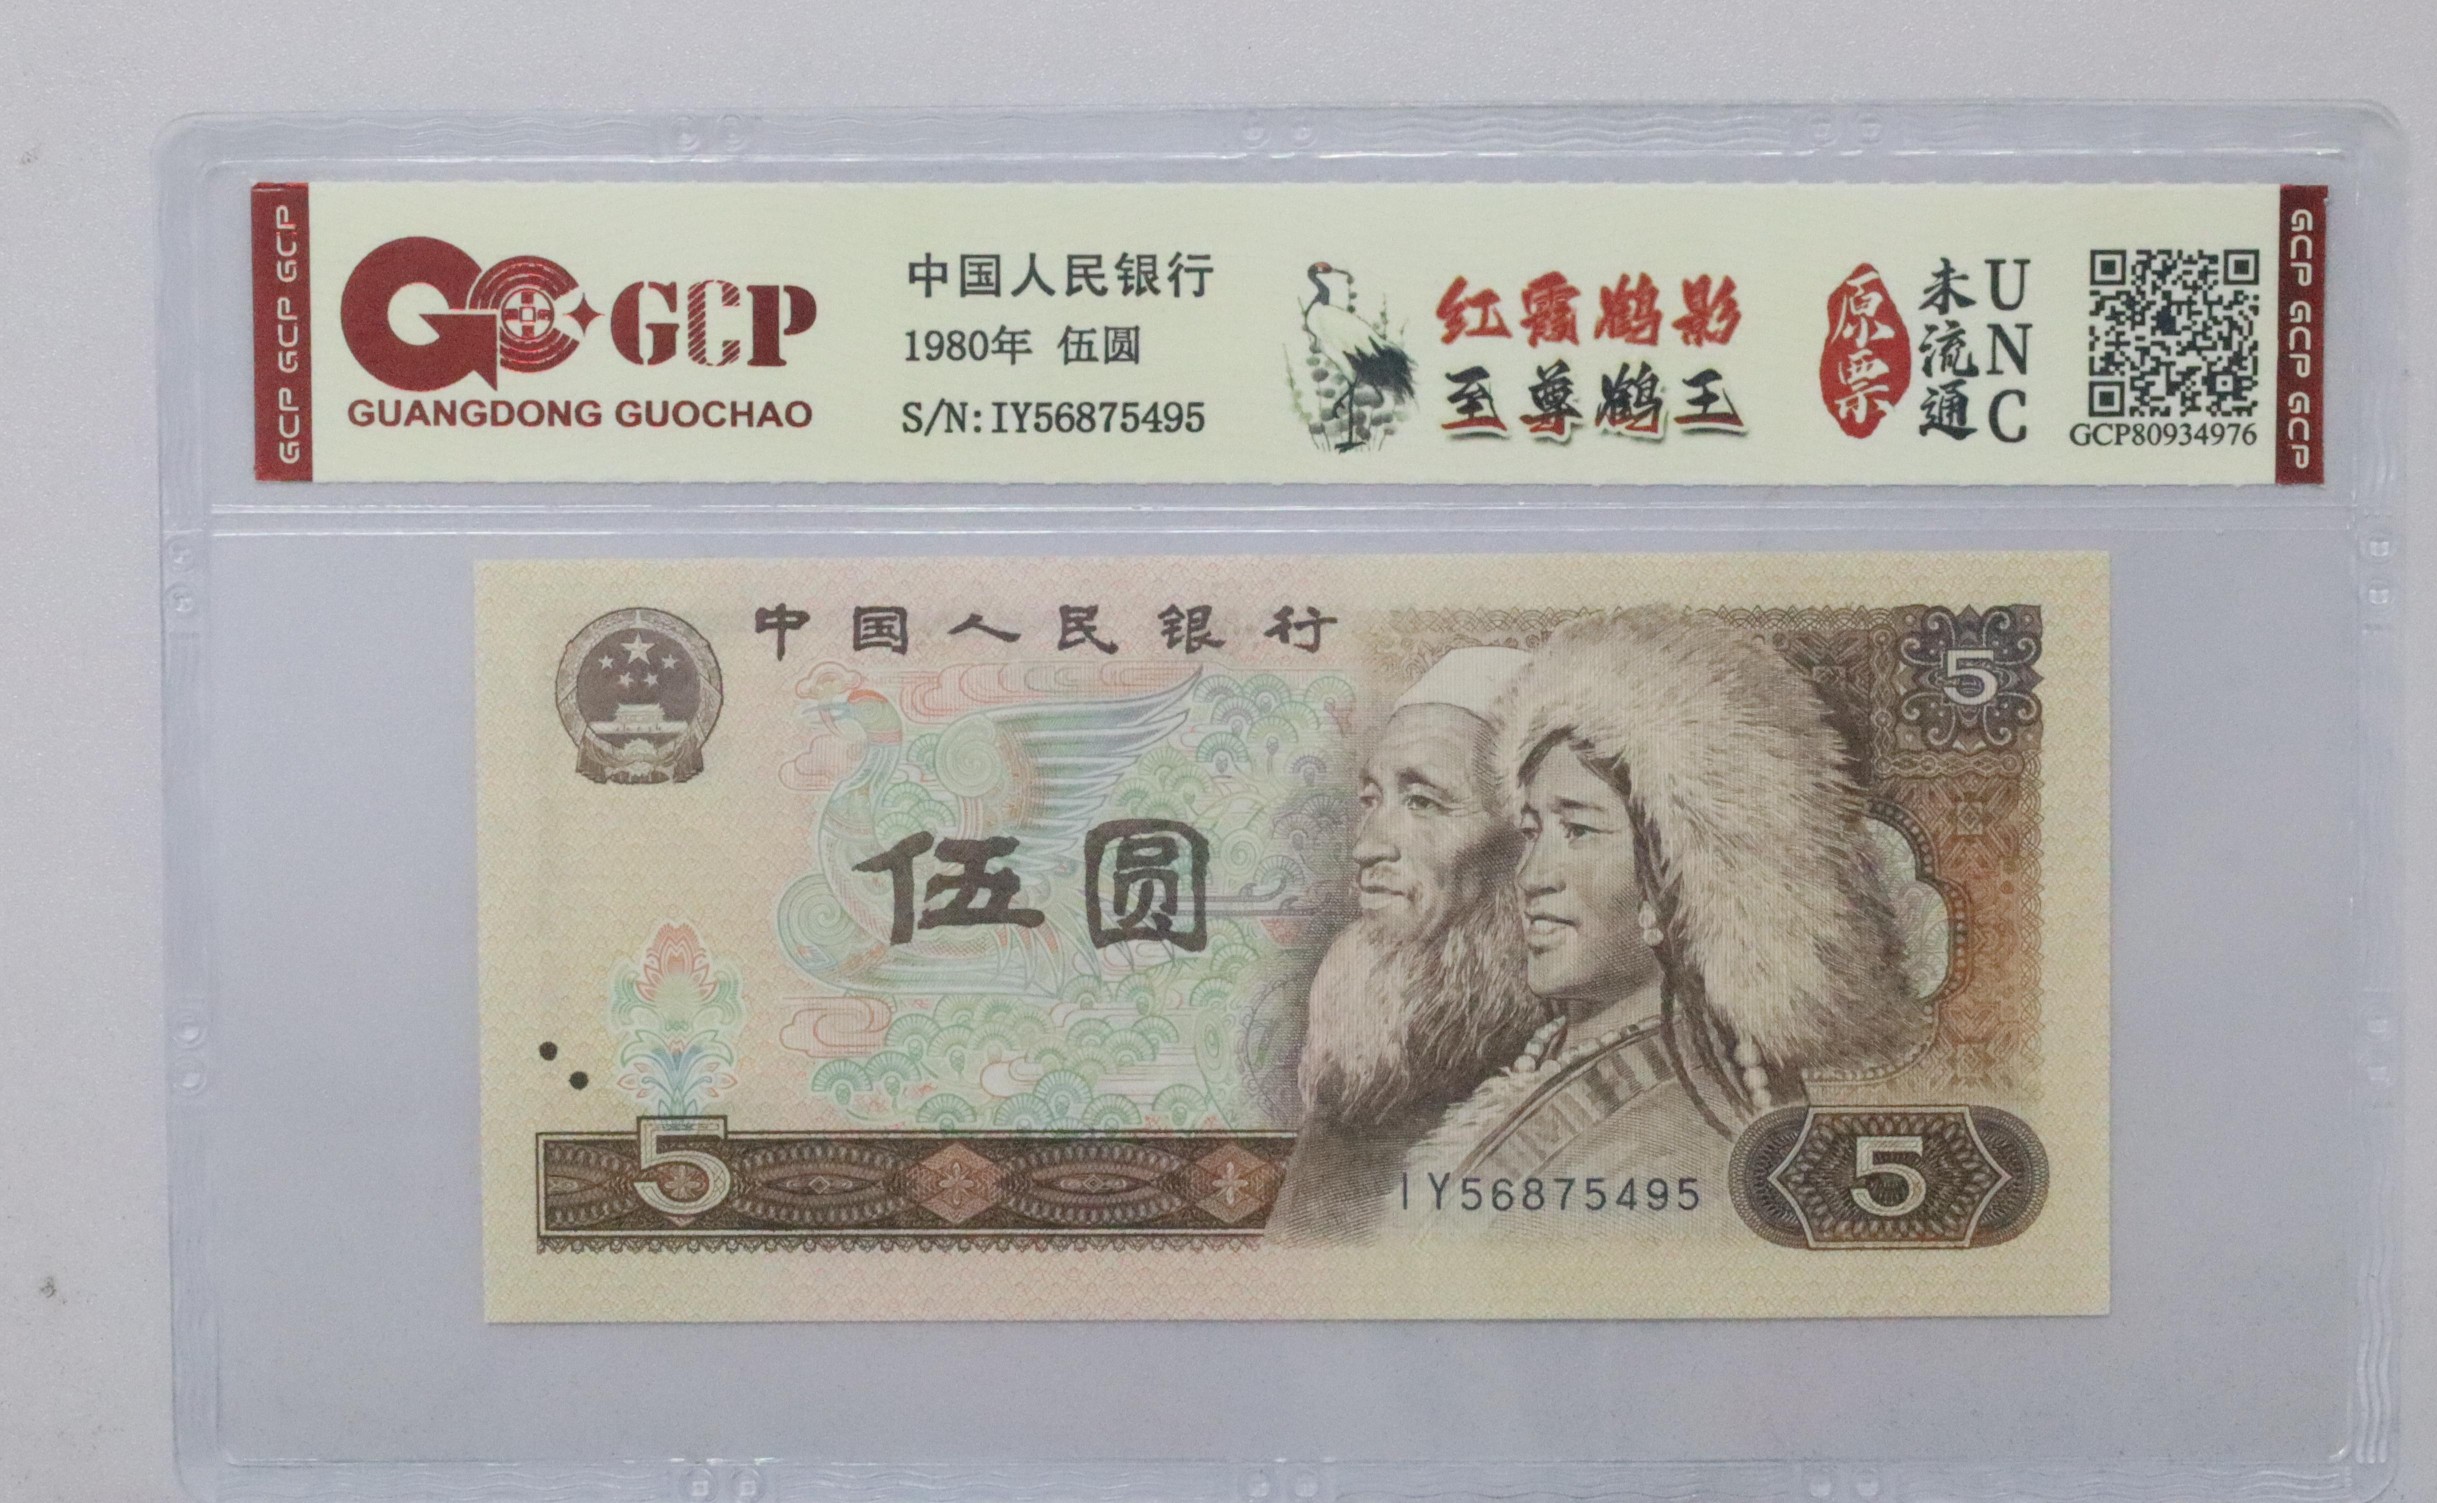 GCP GCP GCP
GCP
GUANGDONG GUOCHAO
中国人民银行
1980年 伍圆
S/N:IY56875495
红霞鹤影
至尊鹤王
原票
未流通
UNC
GCP80934976
GCP GCP GCP
中国人民银行
5
伍圆
5
IY56875495
5